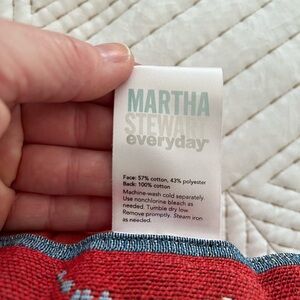 MARTHA
STEWART
everyday
Face: 57% cotton, 43% polyester
Back: 100% cotton
Machine-wash cold separately.
Use nonchlorine bleach as
needed. Tumble dry low.
Remove promptly. Steam iron
as needed.